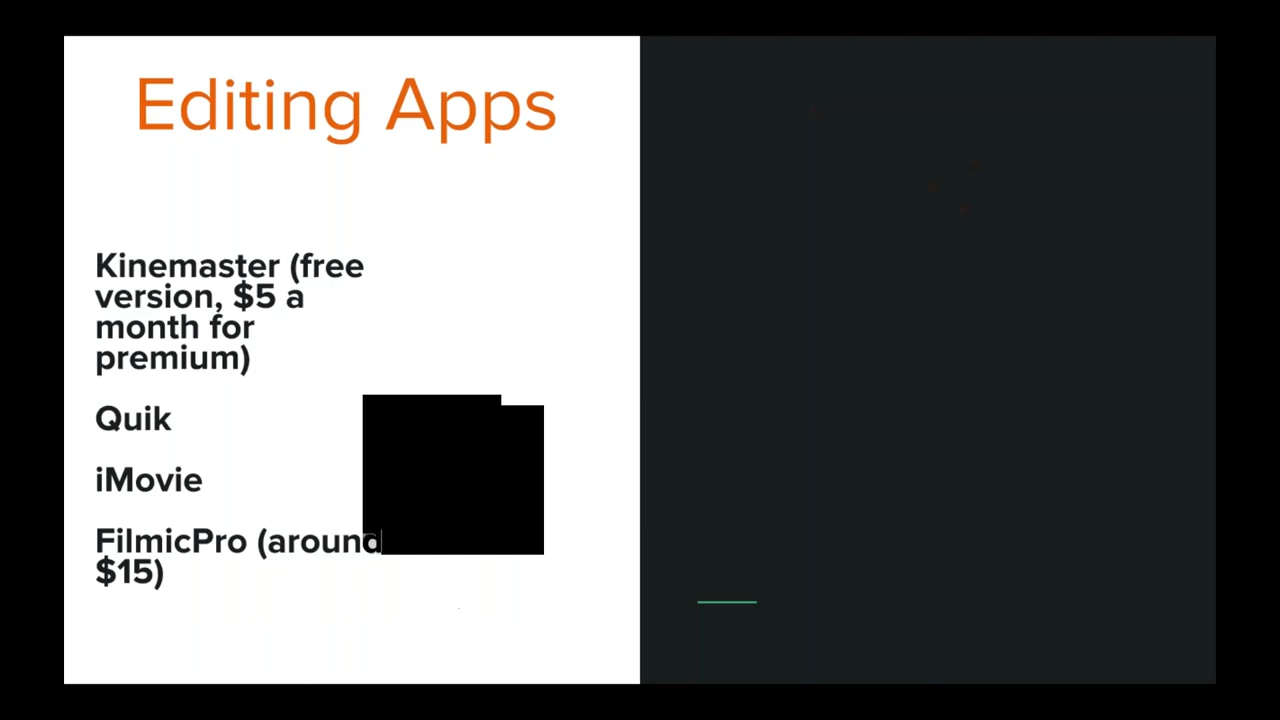 Editing Apps
Kinemaster (free
version, $5 a
month for
premium)
Quik
iMovie
FilmicPro (around
$15)